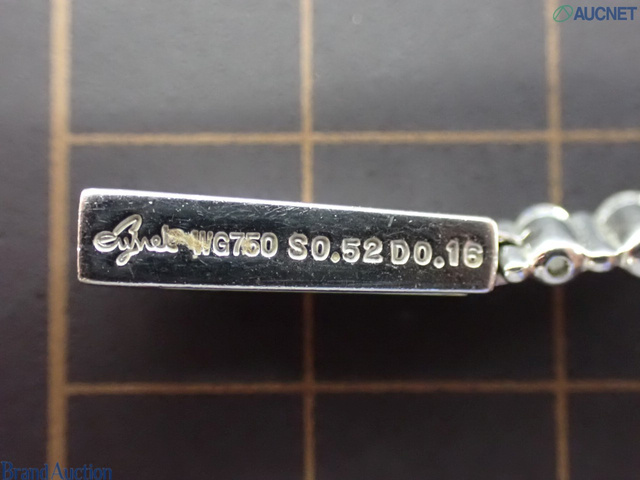 AUCNET
WG750 S0.52 D0.16
Brand Auction